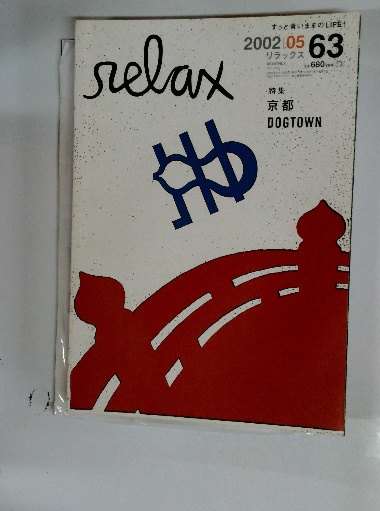 ずっと青いままのLIFE!
relax
2002 05 63
リラックス
680yen
特集
京都
DOGTOWN